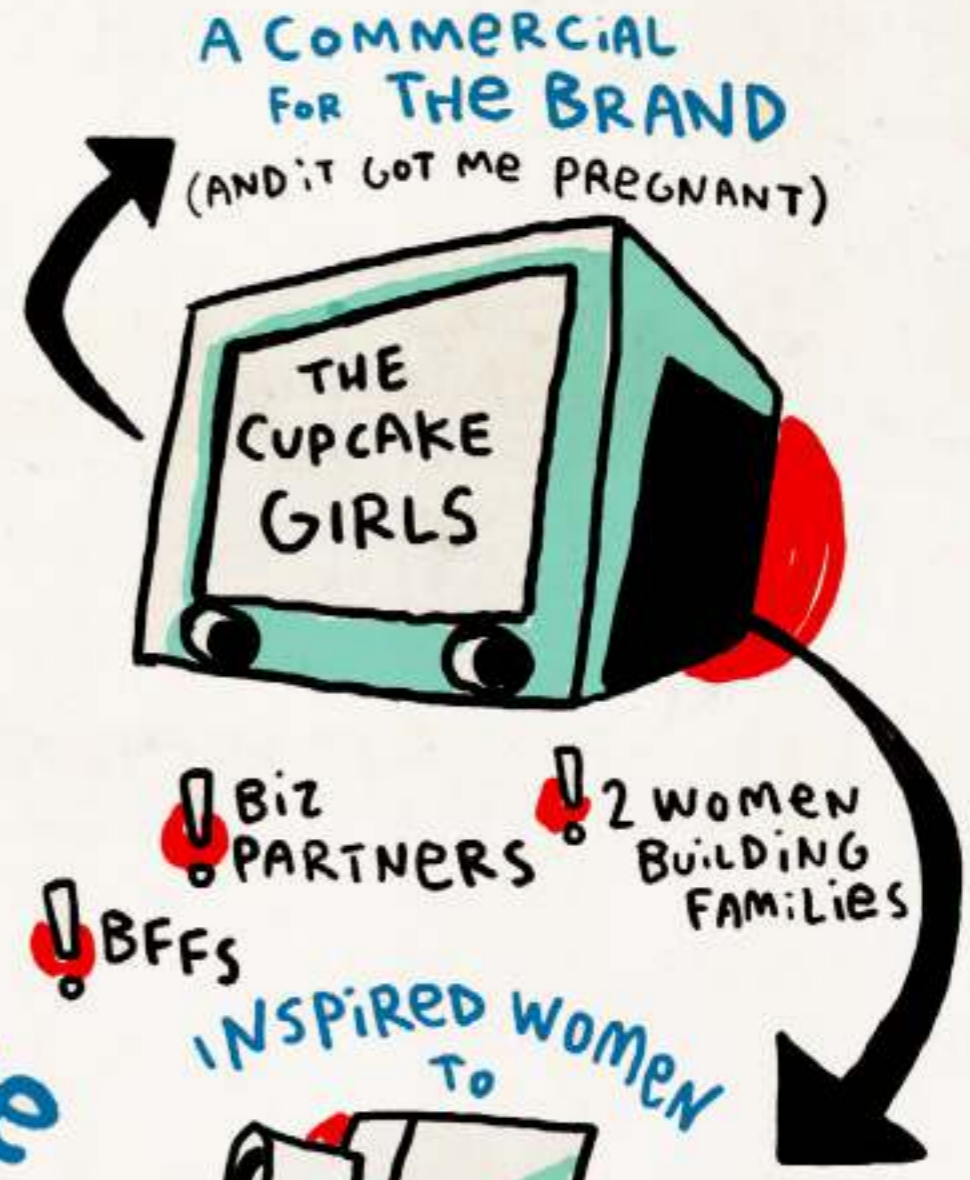 A COMMERCIAL
FOR THE BRAND
(AND IT GOT ME PREGNANT)
THE
CUPCAKE
GIRLS
! BIZ
PARTNERS
! 2 WOMEN
BUILDING
FAMILIES
! BFFS
INSPIRED WOMEN
TO
e